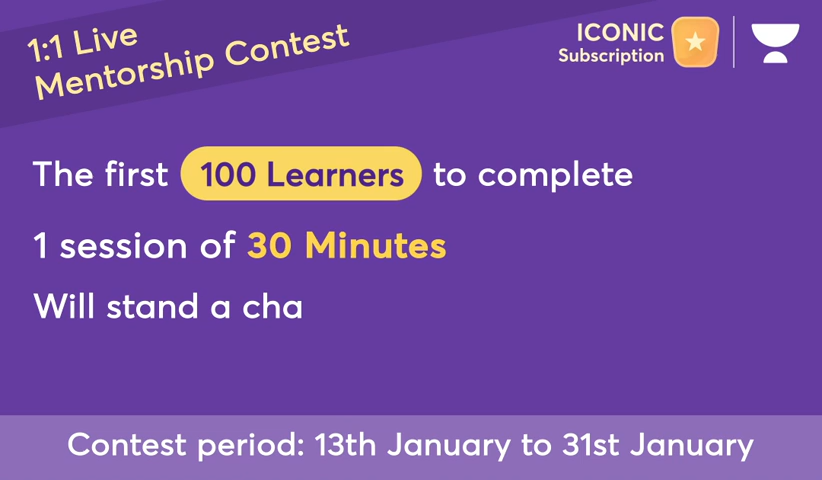 1:1 Live
Mentorship Contest
ICONIC
Subscription
The first 100 Learners to complete
1 session of 30 Minutes
Will stand a cha
Contest period: 13th January to 31st January